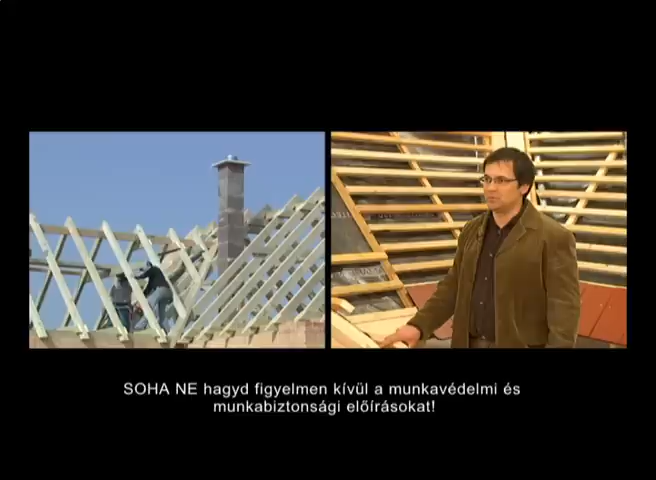 SOHA NE hagyd figyelmen kívül a munkavédelmi és
munkabiztonsági előírásokat!